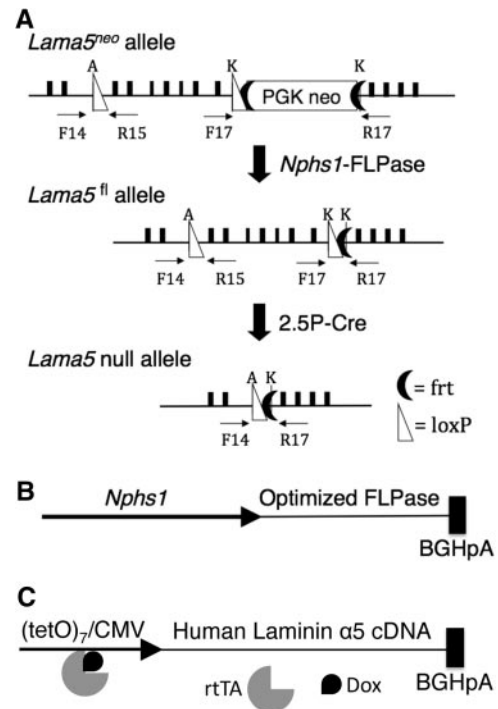 A
Lama5neo allele
A K K
PGK neo
F14 R15 F17 R17
Nphs1-FLPase
Lama5 fl allele
A K K
F14 R15 F17 R17
2.5P-Cre
Lama5 null allele
A K
F14 R17
= frt
= loxP
B
Nphs1 Optimized FLPase
BGHpA
C
(tetO)7/CMV Human Laminin α5 cDNA
rtTA Dox
BGHpA